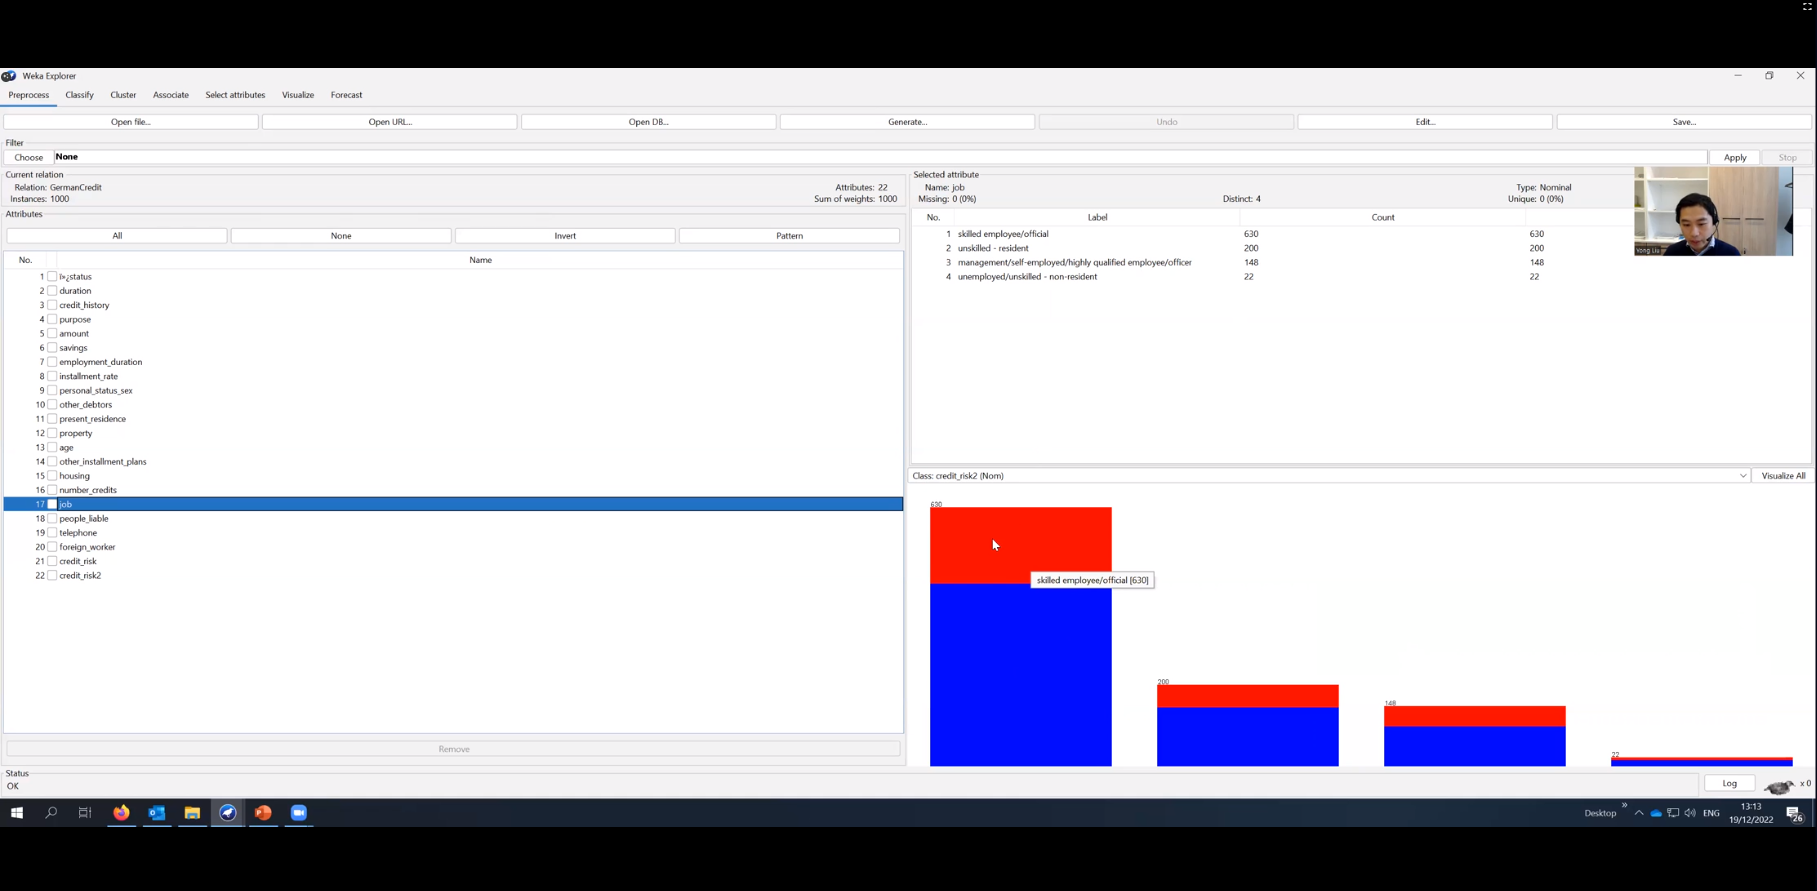 Weka Explorer
Preprocess Classify Cluster Associate Select attributes Visualize Forecast
Open file... Open URL... Open DB... Generate... Undo Edit... Save...
Filter
Choose None Apply Stop
Current relation
Relation: GermanCredit Attributes: 22
Instances: 1000 Sum of weights: 1000
Attributes
All None Invert Pattern
No. Name
1 ï»¿status
2 duration
3 credit_history
4 purpose
5 amount
6 savings
7 employment_duration
8 installment_rate
9 personal_status_sex
10 other_debtors
11 present_residence
12 property
13 age
14 other_installment_plans
15 housing
16 number_credits
17 job
18 people_liable
19 telephone
20 foreign_worker
21 credit_risk
22 credit_risk2
Remove
Selected attribute
Name: job Type: Nominal
Missing: 0 (0%) Distinct: 4 Unique: 0 (0%)
No. Label Count
1 skilled employee/official 630 630
2 unskilled - resident 200 200
3 management/self-employed/highly qualified employee/officer 148 148
4 unemployed/unskilled - non-resident 22 22
Yong Liu
Class: credit_risk2 (Nom) Visualize All
630
skilled employee/official [630]
200
148
22
Status
OK
Log x 0
Desktop ENG 13:13
19/12/2022
26